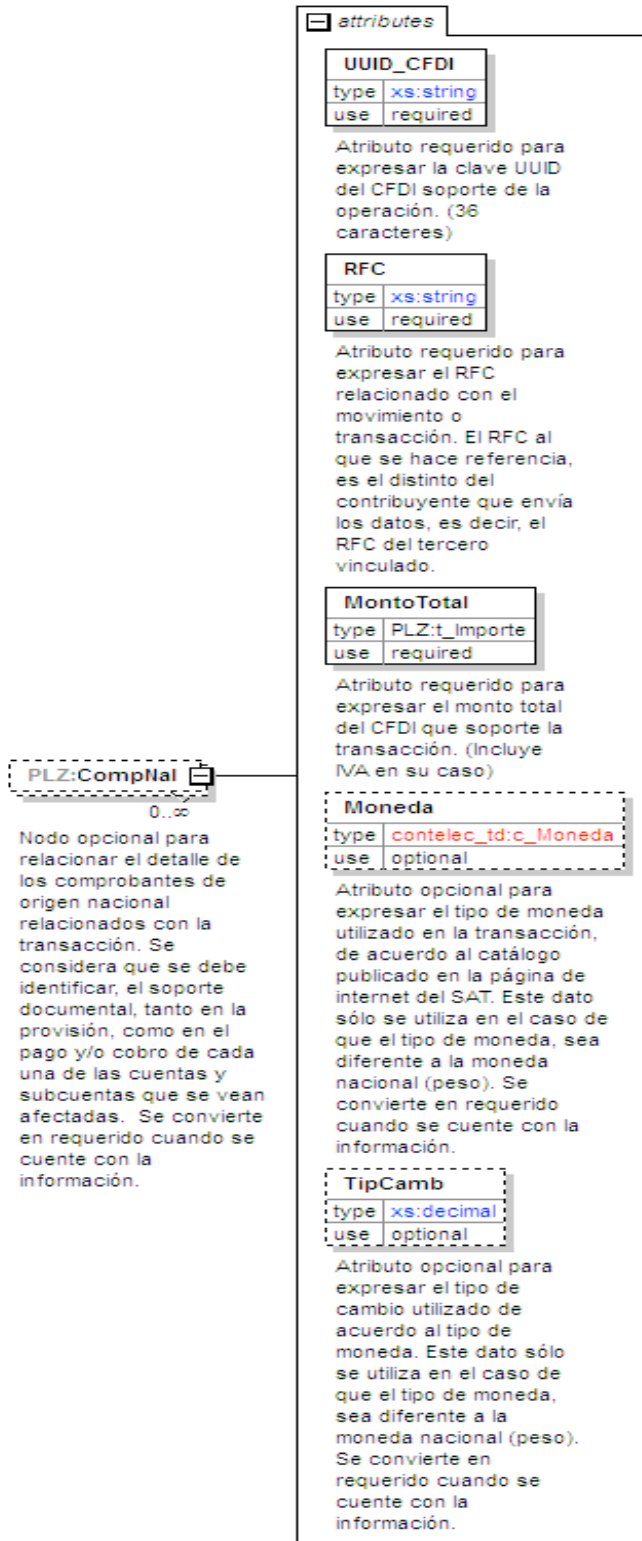 attributes
UUID_CFDI
type xs:string
use required
Atributo requerido para
expresar la clave UUID
del CFDI soporte de la
operación. (36
caracteres)
RFC
type xs:string
use required
Atributo requerido para
expresar el RFC
relacionado con el
movimiento o
transacción. El RFC al
que se hace referencia,
es el distinto del
contribuyente que envía
los datos, es decir, el
RFC del tercero
vinculado.
MontoTotal
type PLZ:t_Importe
use required
Atributo requerido para
expresar el monto total
del CFDI que soporte la
transacción. (Incluye
IVA en su caso)
PLZ:CompNal
0..∞
Nodo opcional para
relacionar el detalle de
los comprobantes de
origen nacional
relacionados con la
transacción. Se
considera que se debe
identificar, el soporte
documental, tanto en la
provisión, como en el
pago y/o cobro de cada
una de las cuentas y
subcuentas que se vean
afectadas. Se convierte
en requerido cuando se
cuente con la
información.
Moneda
type contelec_td:c_Moneda
use optional
Atributo opcional para
expresar el tipo de moneda
utilizado en la transacción,
de acuerdo al catálogo
publicado en la página de
internet del SAT. Este dato
sólo se utiliza en el caso de
que el tipo de moneda, sea
diferente a la moneda
nacional (peso). Se
convierte en requerido
cuando se cuente con la
información.
TipCamb
type xs:decimal
use optional
Atributo opcional para
expresar el tipo de
cambio utilizado de
acuerdo al tipo de
moneda. Este dato sólo
se utiliza en el caso de
que el tipo de moneda,
sea diferente a la
moneda nacional (peso).
Se convierte en
requerido cuando se
cuente con la
información.